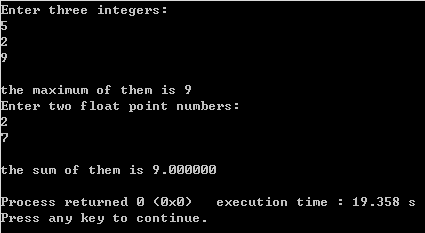 Enter three integers:
5
2
9
the maximum of them is 9
Enter two float point numbers:
2
7
the sum of them is 9.000000
Process returned 0 (0x0)   execution time : 19.358 s
Press any key to continue.